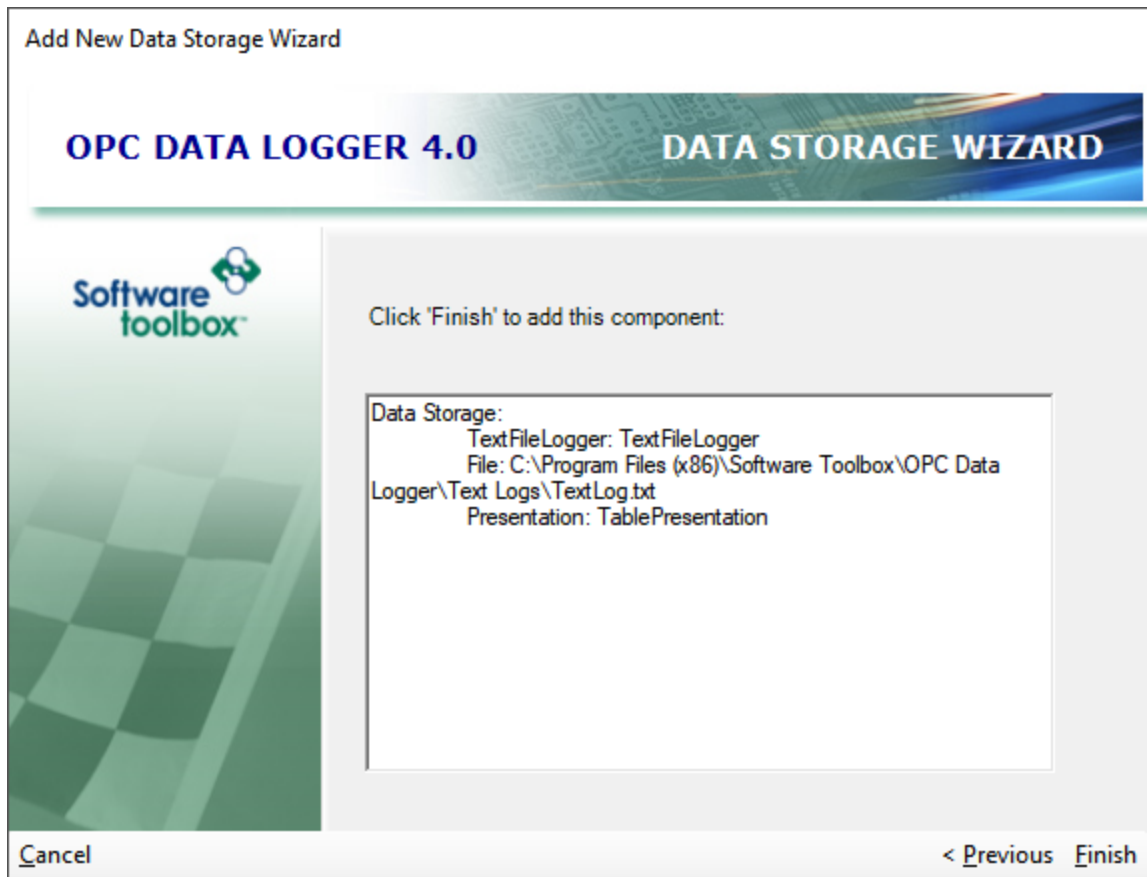 Add New Data Storage Wizard
OPC DATA LOGGER 4.0
DATA STORAGE WIZARD
Software
toolbox™
Click 'Finish' to add this component:
Data Storage:
TextFileLogger: TextFileLogger
File: C:\Program Files (x86)\Software Toolbox\OPC Data
Logger\Text Logs\TextLog.txt
Presentation: TablePresentation
Cancel
< Previous
Finish